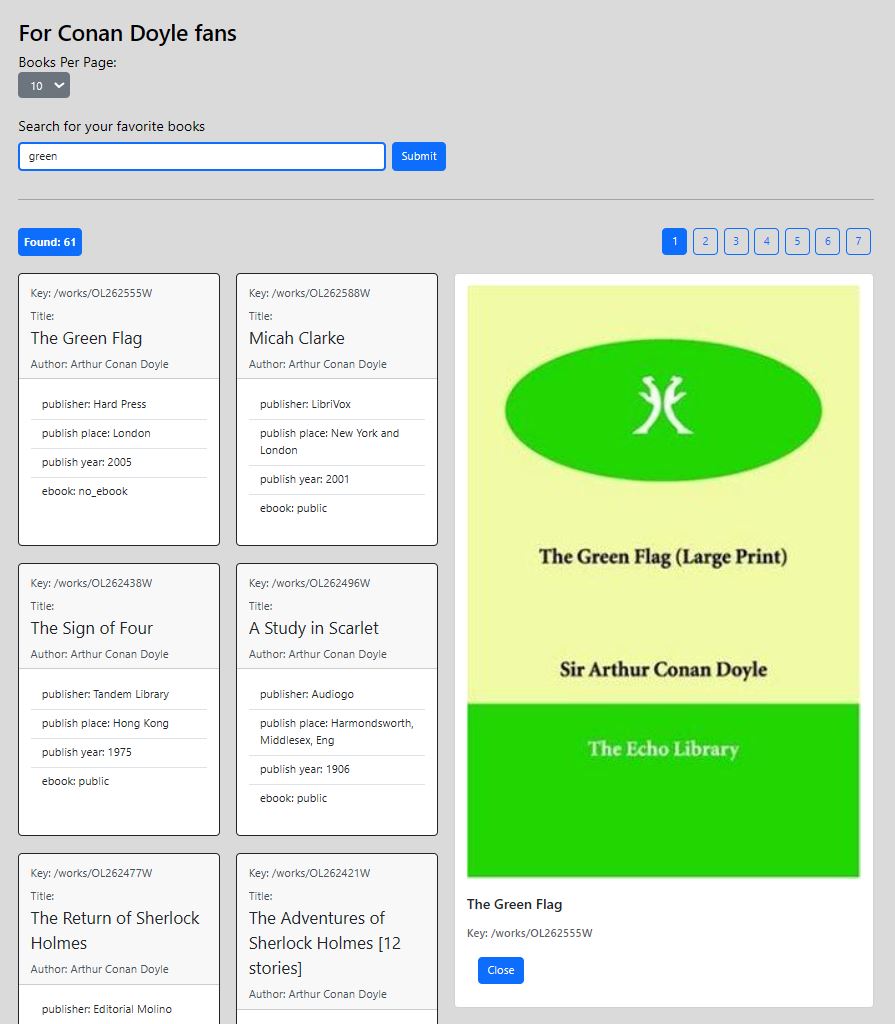 For Conan Doyle fans
Books Per Page:
10
Search for your favorite books
green
Submit
Found: 61
1 2 3 4 5 6 7
Key: /works/OL262555W
Title:
The Green Flag
Author: Arthur Conan Doyle
publisher: Hard Press
publish place: London
publish year: 2005
ebook: no_ebook
Key: /works/OL262588W
Title:
Micah Clarke
Author: Arthur Conan Doyle
publisher: LibriVox
publish place: New York and
London
publish year: 2001
ebook: public
Key: /works/OL262438W
Title:
The Sign of Four
Author: Arthur Conan Doyle
publisher: Tandem Library
publish place: Hong Kong
publish year: 1975
ebook: public
Key: /works/OL262496W
Title:
A Study in Scarlet
Author: Arthur Conan Doyle
publisher: Audiogo
publish place: Harmondsworth,
Middlesex, Eng
publish year: 1906
ebook: public
Key: /works/OL262477W
Title:
The Return of Sherlock
Holmes
Author: Arthur Conan Doyle
publisher: Editorial Molino
Key: /works/OL262421W
Title:
The Adventures of
Sherlock Holmes [12
stories]
Author: Arthur Conan Doyle
The Green Flag (Large Print)
Sir Arthur Conan Doyle
The Echo Library
The Green Flag
Key: /works/OL262555W
Close